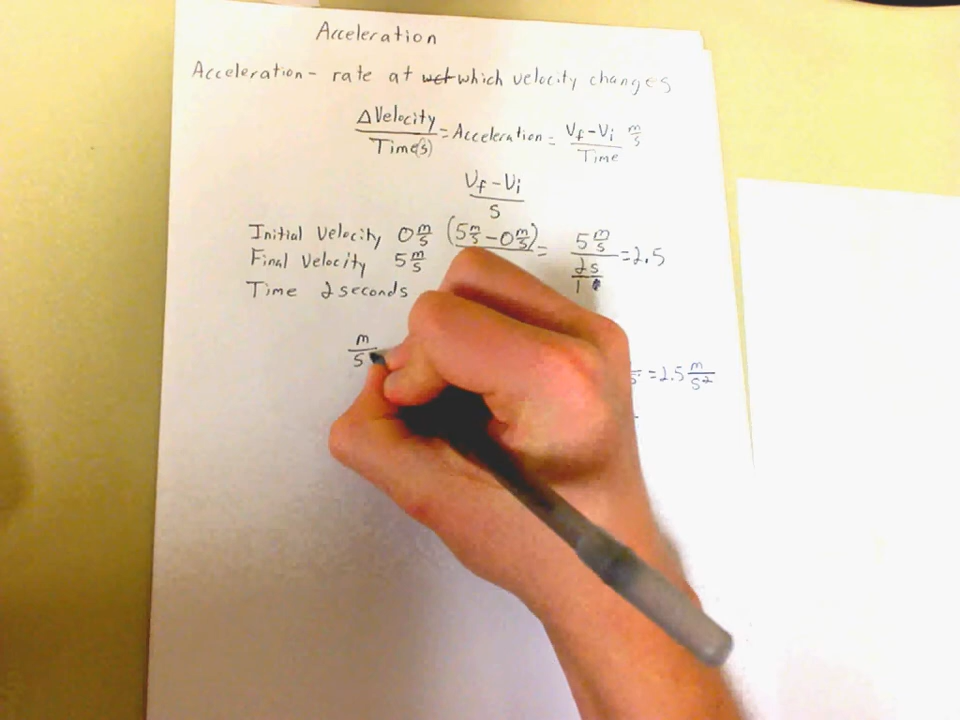 Acceleration
Acceleration - rate at which velocity changes
ΔVelocity/Time(s) = Acceleration = (Vf - Vi)/Time m/s
(Vf - Vi)/s
Initial Velocity 0 m/s (5 m/s - 0 m/s) = (5 m/s)/(2s/1) = 2.5
Final Velocity 5 m/s
Time 2 seconds
m/s
= 2.5 m/s²